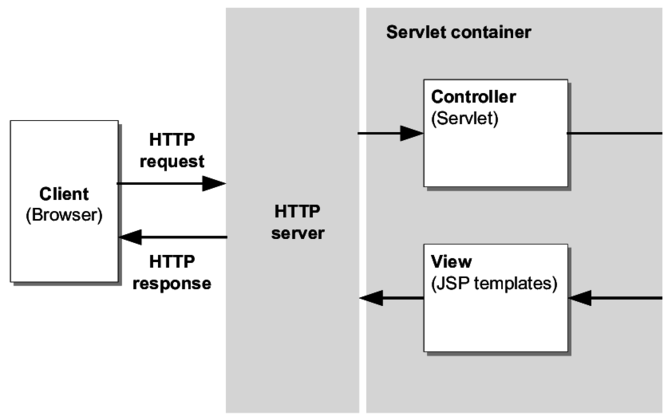 Servlet container
Controller
(Servlet)
HTTP
request
Client
(Browser)
HTTP
server
HTTP
response
View
(JSP templates)